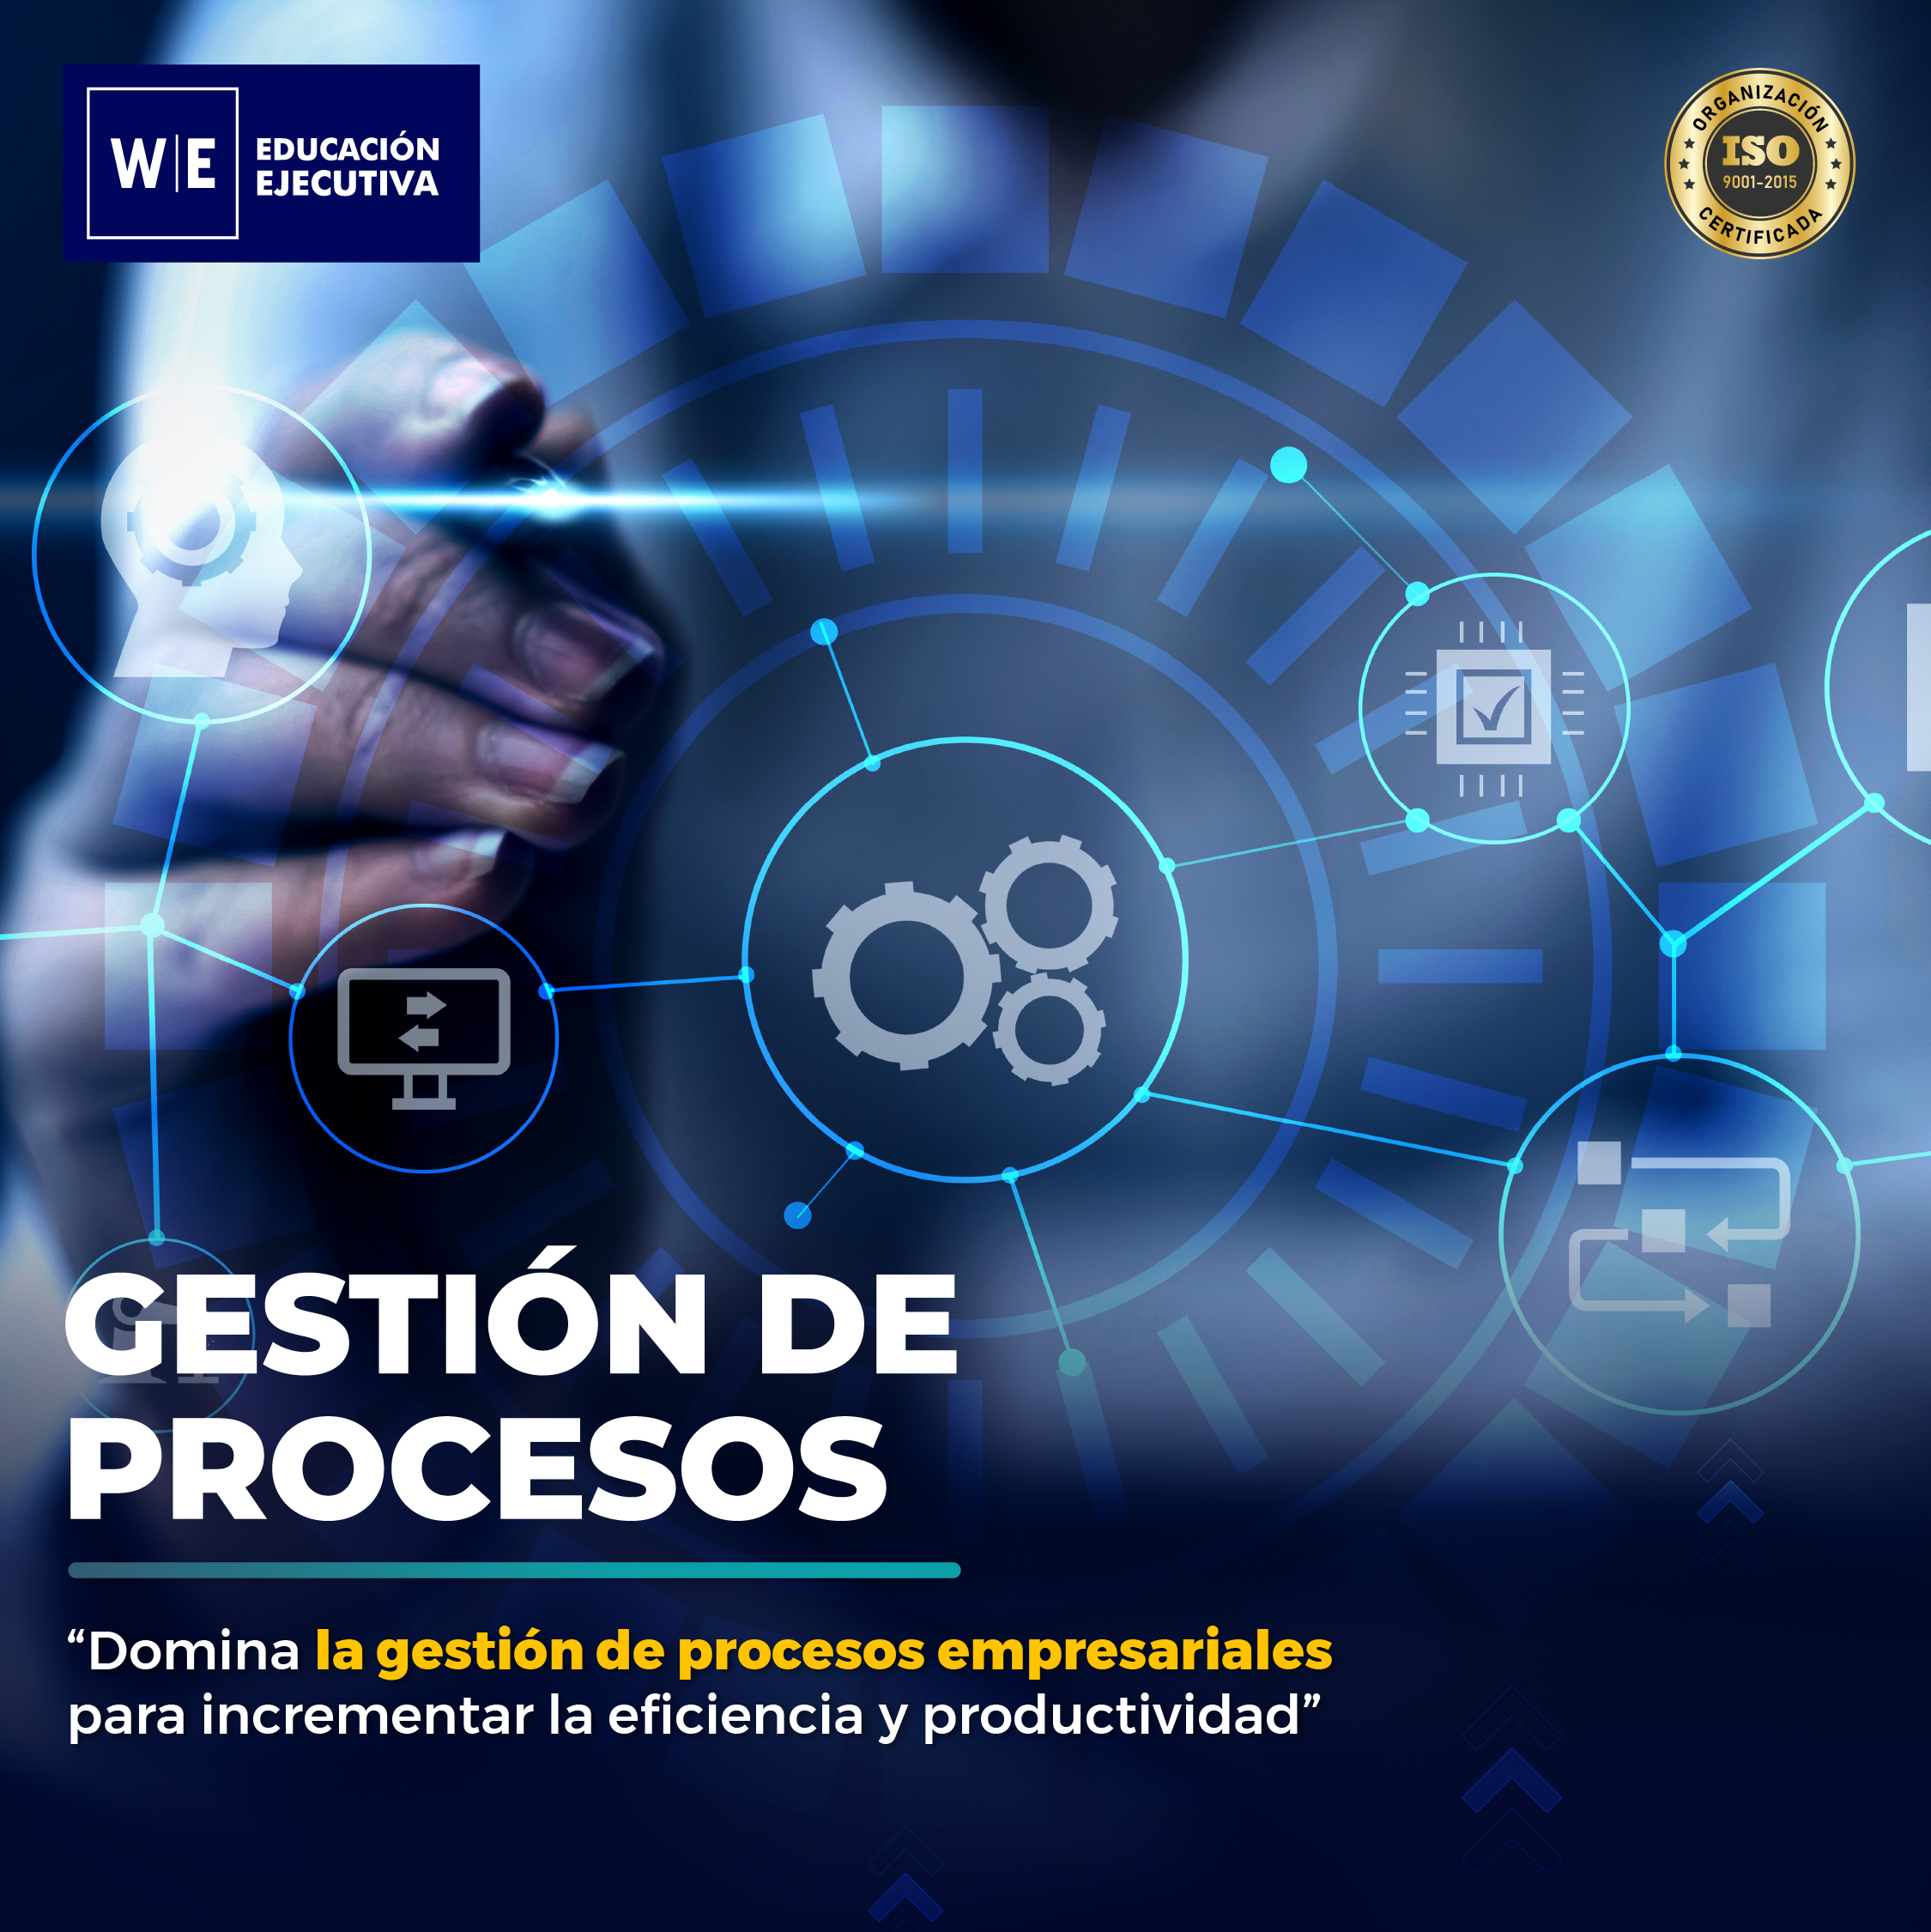 W|E
EDUCACIÓN
EJECUTIVA
ORGANIZACIÓN
ISO
9001-2015
CERTIFICADA
GESTIÓN DE
PROCESOS
“Domina la gestión de procesos empresariales
para incrementar la eficiencia y productividad”